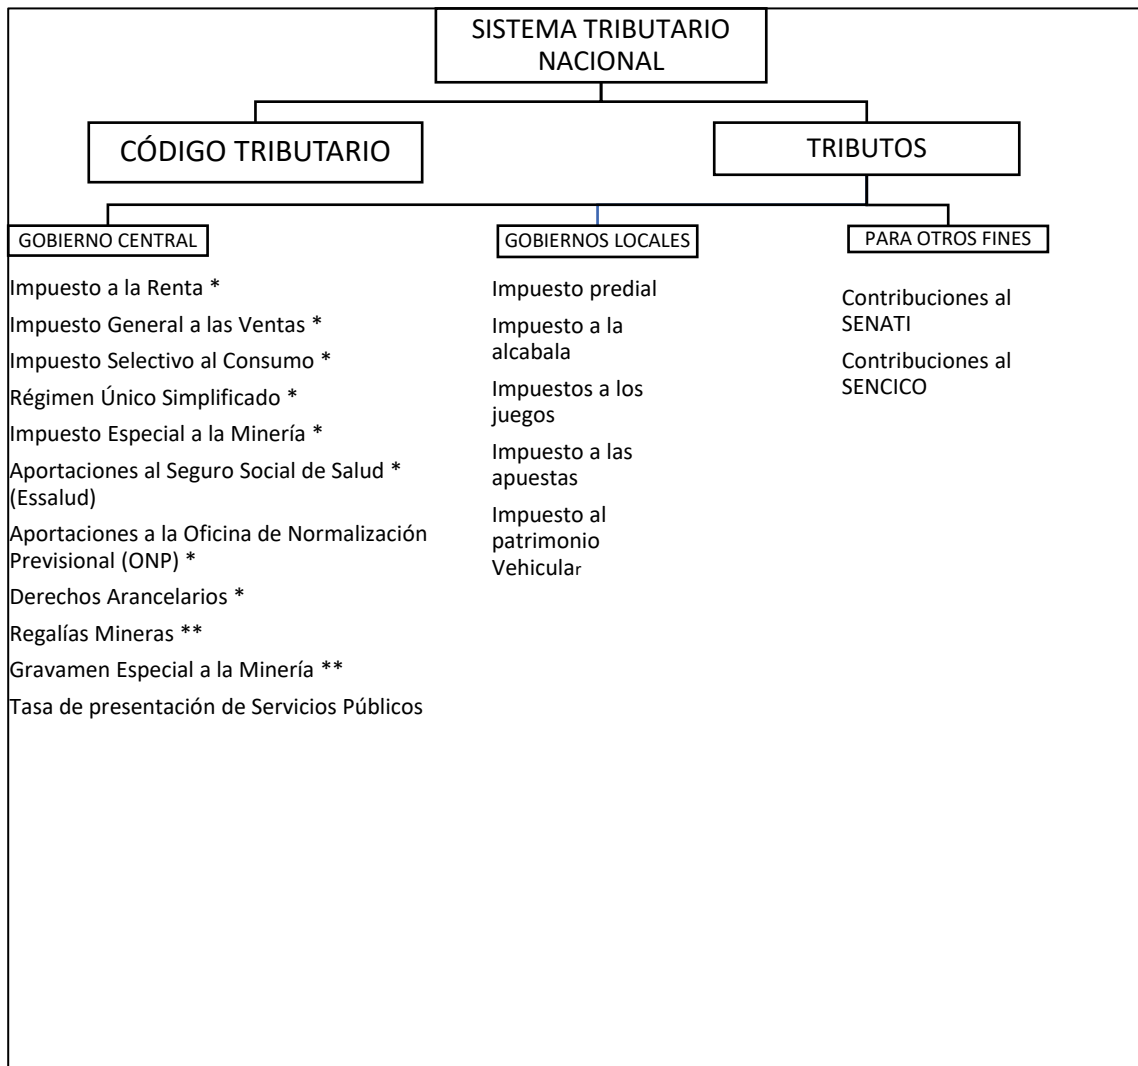 SISTEMA TRIBUTARIO
NACIONAL
CÓDIGO TRIBUTARIO
TRIBUTOS
GOBIERNO CENTRAL
Impuesto a la Renta *
Impuesto General a las Ventas *
Impuesto Selectivo al Consumo *
Régimen Único Simplificado *
Impuesto Especial a la Minería *
Aportaciones al Seguro Social de Salud *
(Essalud)
Aportaciones a la Oficina de Normalización
Previsional (ONP) *
Derechos Arancelarios *
Regalías Mineras **
Gravamen Especial a la Minería **
Tasa de presentación de Servicios Públicos
GOBIERNOS LOCALES
Impuesto predial
Impuesto a la
alcabala
Impuestos a los
juegos
Impuesto a las
apuestas
Impuesto al
patrimonio
Vehicular
PARA OTROS FINES
Contribuciones al
SENATI
Contribuciones al
SENCICO